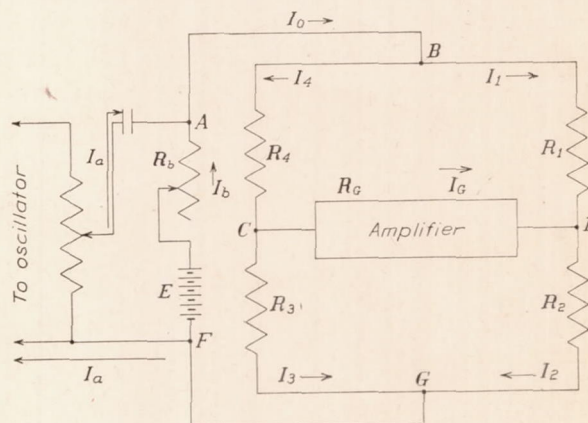 I₀
B
I₄
I₁
A
Iₐ
R_b
I_b
R₄
R₁
R_G
I_G
C
Amplifier
To oscillator
E
R₃
R₂
F
Iₐ
I₃
G
I₂